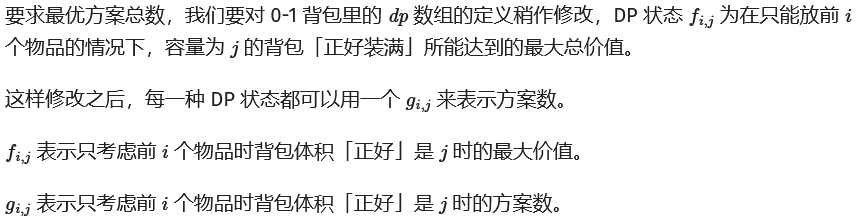 要求最优方案总数，我们要对 0-1 背包里的 dp 数组的定义稍作修改，DP 状态 f_{i,j} 为在只能放前 i
个物品的情况下，容量为 j 的背包「正好装满」所能达到的最大总价值。
这样修改之后，每一种 DP 状态都可以用一个 g_{i,j} 来表示方案数。
f_{i,j} 表示只考虑前 i 个物品时背包体积「正好」是 j 时的最大价值。
g_{i,j} 表示只考虑前 i 个物品时背包体积「正好」是 j 时的方案数。